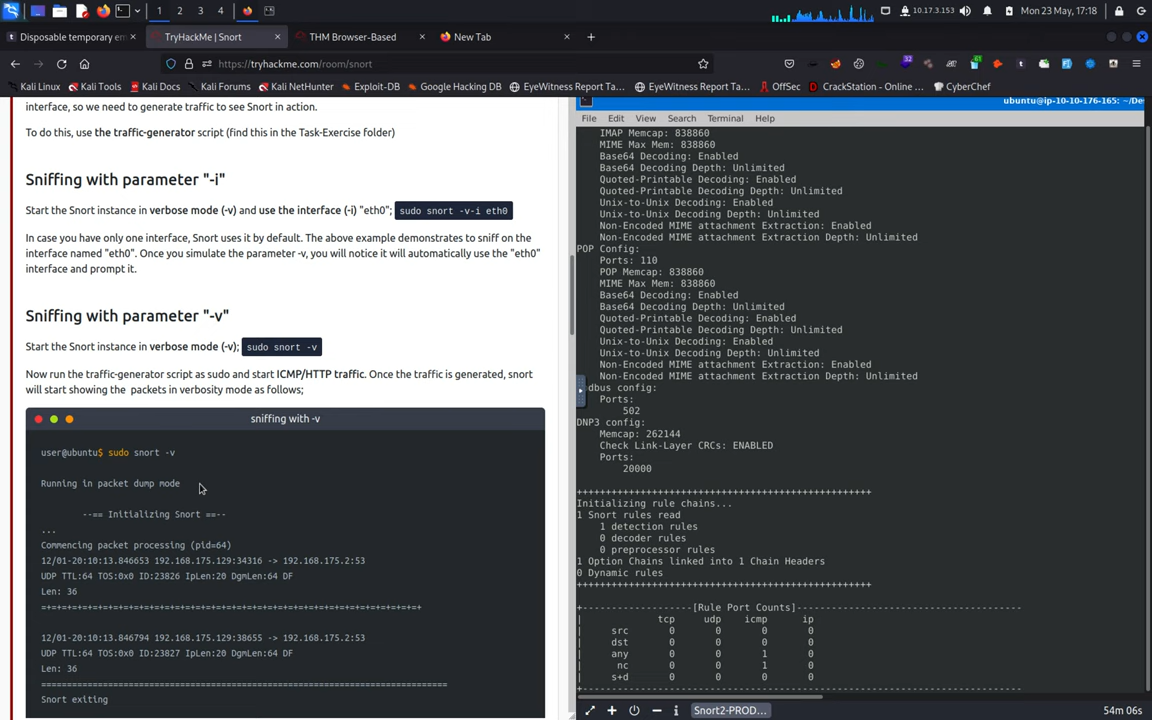 1 2 3 4
10.17.3.153 Mon 23 May, 17:18
Disposable temporary em
TryHackMe | Snort
THM Browser-Based
New Tab
https://tryhackme.com/room/snort
Kali Linux Kali Tools Kali Docs Kali Forums Kali NetHunter Exploit-DB Google Hacking DB EyeWitness Report Ta... EyeWitness Report Ta... OffSec CrackStation - Online ... CyberChef
interface, so we need to generate traffic to see Snort in action.
To do this, use the traffic-generator script (find this in the Task-Exercise folder)
Sniffing with parameter "-i"
Start the Snort instance in verbose mode (-v) and use the interface (-i) "eth0"; sudo snort -v-i eth0
In case you have only one interface, Snort uses it by default. The above example demonstrates to sniff on the
interface named "eth0". Once you simulate the parameter -v, you will notice it will automatically use the "eth0"
interface and prompt it.
Sniffing with parameter "-v"
Start the Snort instance in verbose mode (-v); sudo snort -v
Now run the traffic-generator script as sudo and start ICMP/HTTP traffic. Once the traffic is generated, snort
will start showing the packets in verbosity mode as follows;
sniffing with -v
user@ubuntu$ sudo snort -v
Running in packet dump mode
--== Initializing Snort ==--
...
Commencing packet processing (pid=64)
12/01-20:10:13.846653 192.168.175.129:34316 -> 192.168.175.2:53
UDP TTL:64 TOS:0x0 ID:23826 IpLen:20 DgmLen:64 DF
Len: 36
=+=+=+=+=+=+=+=+=+=+=+=+=+=+=+=+=+=+=+=+=+=+=+=+=+=+=+=+=+=+=+=+=+=+=+=+=+
12/01-20:10:13.846794 192.168.175.129:38655 -> 192.168.175.2:53
UDP TTL:64 TOS:0x0 ID:23827 IpLen:20 DgmLen:64 DF
Len: 36
===============================================================================
Snort exiting
ubuntu@ip-10-10-176-165: ~/De
File Edit View Search Terminal Help
IMAP Memcap: 838860
MIME Max Mem: 838860
Base64 Decoding: Enabled
Base64 Decoding Depth: Unlimited
Quoted-Printable Decoding: Enabled
Quoted-Printable Decoding Depth: Unlimited
Unix-to-Unix Decoding: Enabled
Unix-to-Unix Decoding Depth: Unlimited
Non-Encoded MIME attachment Extraction: Enabled
Non-Encoded MIME attachment Extraction Depth: Unlimited
POP Config:
Ports: 110
POP Memcap: 838860
MIME Max Mem: 838860
Base64 Decoding: Enabled
Base64 Decoding Depth: Unlimited
Quoted-Printable Decoding: Enabled
Quoted-Printable Decoding Depth: Unlimited
Unix-to-Unix Decoding: Enabled
Unix-to-Unix Decoding Depth: Unlimited
Non-Encoded MIME attachment Extraction: Enabled
Non-Encoded MIME attachment Extraction Depth: Unlimited
dbus config:
Ports:
502
DNP3 config:
Memcap: 262144
Check Link-Layer CRCs: ENABLED
Ports:
20000
+++++++++++++++++++++++++++++++++++++++++++++++++++
Initializing rule chains...
1 Snort rules read
1 detection rules
0 decoder rules
0 preprocessor rules
1 Option Chains linked into 1 Chain Headers
0 Dynamic rules
+++++++++++++++++++++++++++++++++++++++++++++++++++
+-------------------[Rule Port Counts]---------------------------------------
| tcp udp icmp ip
| src 0 0 0 0
| dst 0 0 0 0
| any 0 0 1 0
| nc 0 0 1 0
| s+d 0 0 0 0
+----------------------------------------------------------------------------
Snort2-PROD...
54m 06s